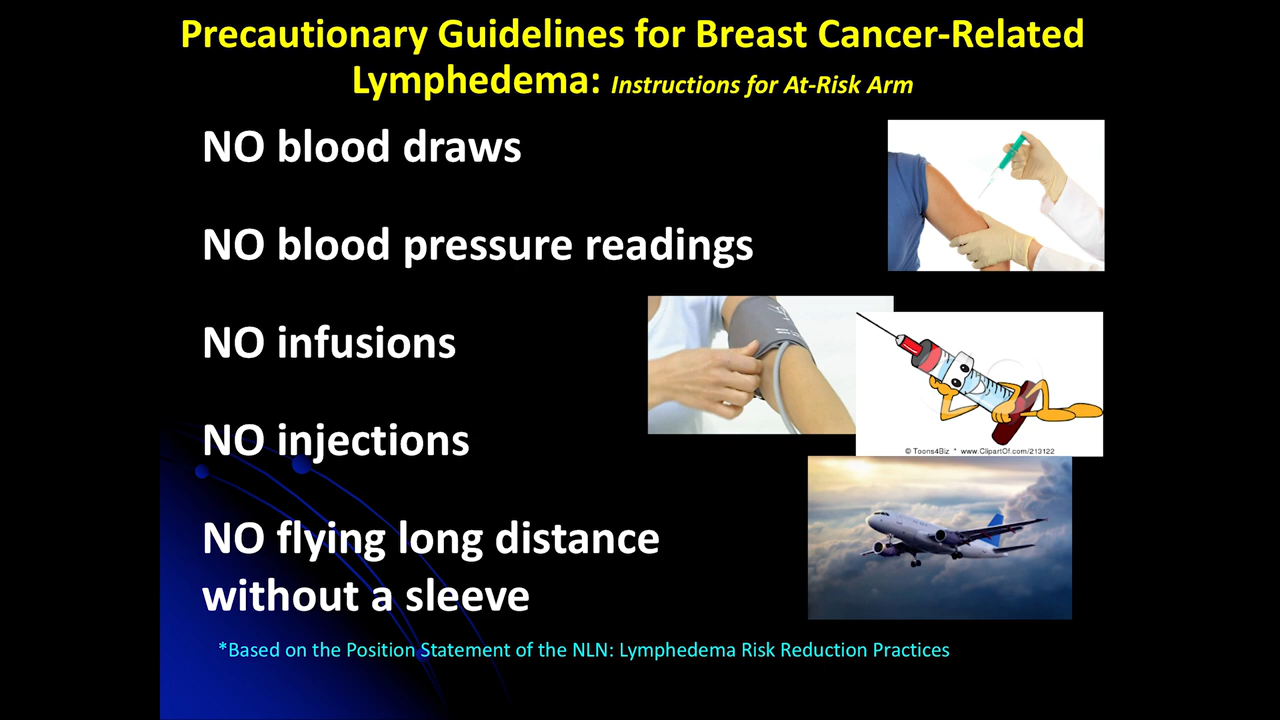 Precautionary Guidelines for Breast Cancer-Related
Lymphedema: Instructions for At-Risk Arm
NO blood draws
NO blood pressure readings
NO infusions
NO injections
© Toons4Biz * www.ClipartOf.com/213122
NO flying long distance
without a sleeve
*Based on the Position Statement of the NLN: Lymphedema Risk Reduction Practices